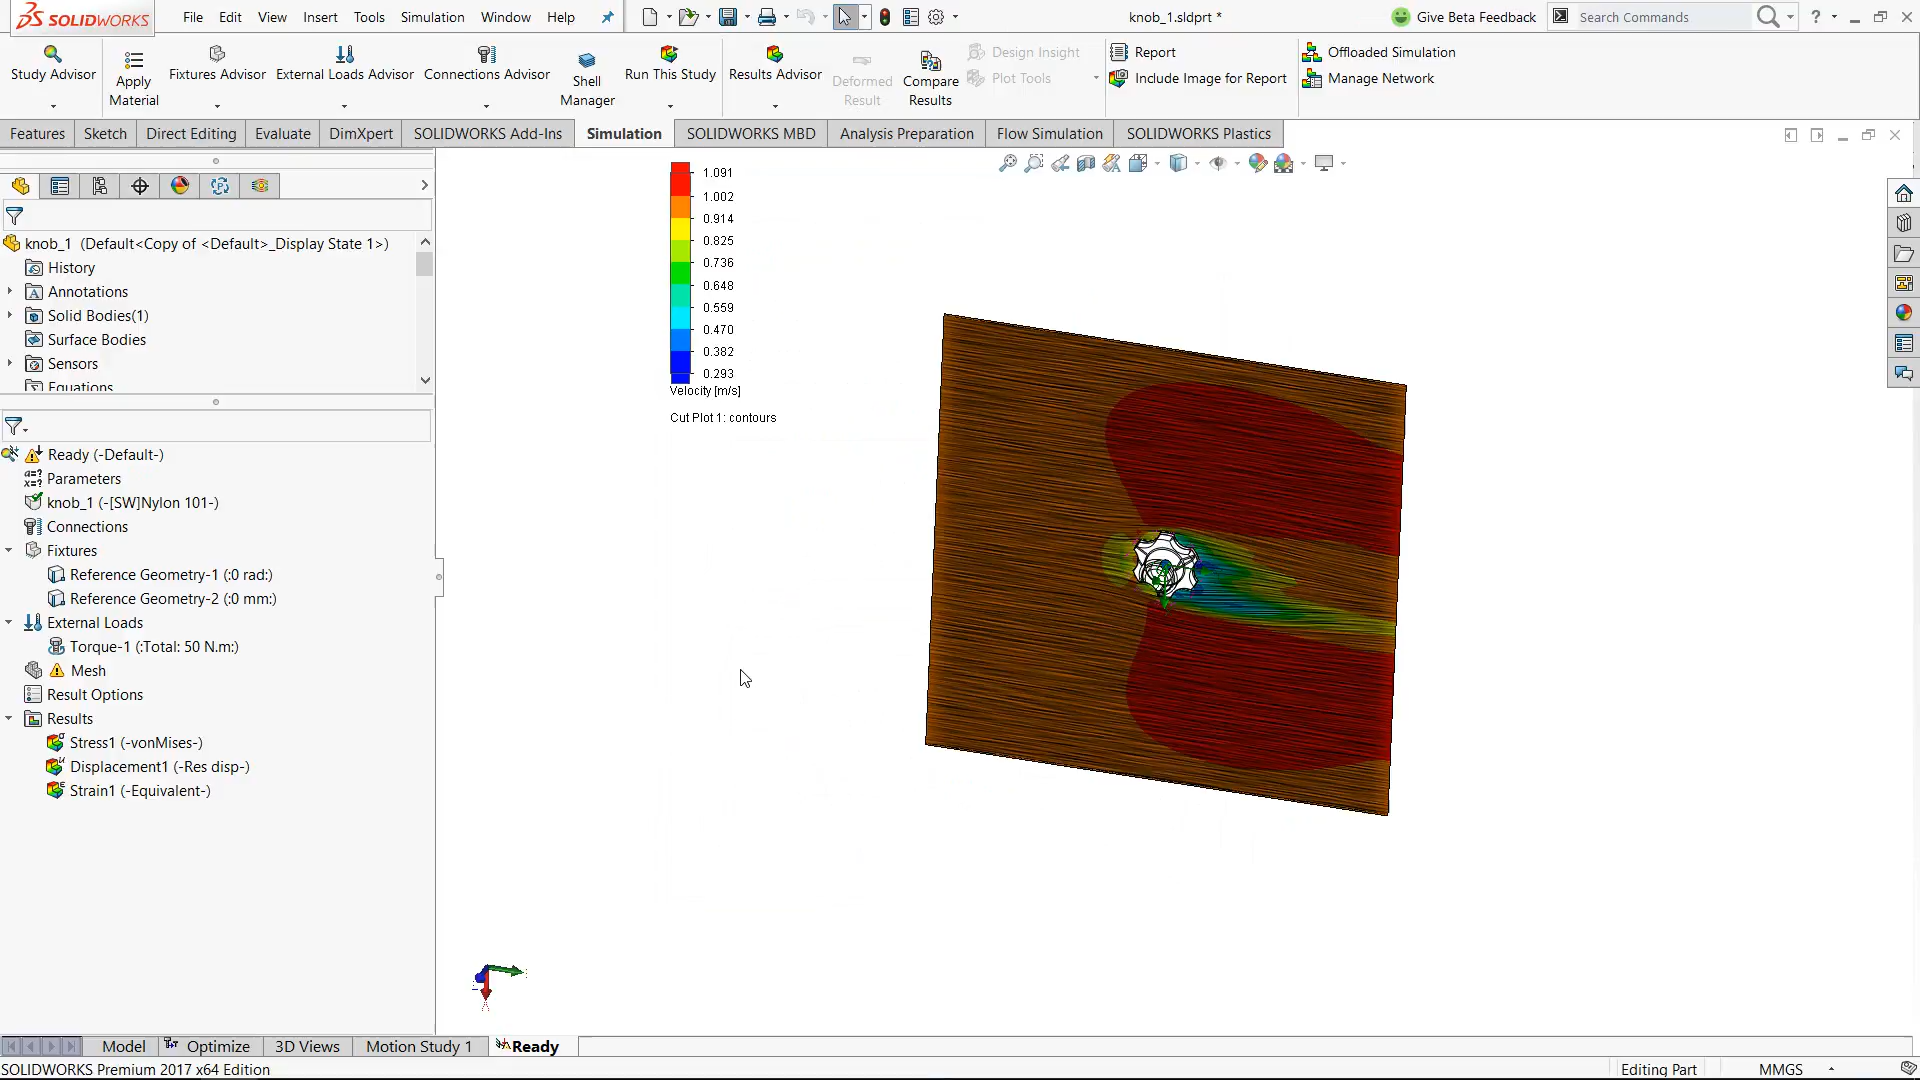 SOLIDWORKS
File Edit View Insert Tools Simulation Window Help
knob_1.sldprt *
Give Beta Feedback
Search Commands
?
Study Advisor
Apply Material
Fixtures Advisor
External Loads Advisor
Connections Advisor
Shell Manager
Run This Study
Results Advisor
Deformed Result
Compare Results
Design Insight
Plot Tools
Report
Include Image for Report
Offloaded Simulation
Manage Network
Features Sketch Direct Editing Evaluate DimXpert SOLIDWORKS Add-Ins Simulation SOLIDWORKS MBD Analysis Preparation Flow Simulation SOLIDWORKS Plastics
knob_1 (Default<Copy of <Default>_Display State 1>)
History
Annotations
Solid Bodies(1)
Surface Bodies
Sensors
Equations
Ready (-Default-)
Parameters
knob_1 (-[SW]Nylon 101-)
Connections
Fixtures
Reference Geometry-1 (:0 rad:)
Reference Geometry-2 (:0 mm:)
External Loads
Torque-1 (:Total: 50 N.m:)
Mesh
Result Options
Results
Stress1 (-vonMises-)
Displacement1 (-Res disp-)
Strain1 (-Equivalent-)
1.091
1.002
0.914
0.825
0.736
0.648
0.559
0.470
0.382
0.293
Velocity [m/s]
Cut Plot 1: contours
Model Optimize 3D Views Motion Study 1 Ready
SOLIDWORKS Premium 2017 x64 Edition
Editing Part
MMGS